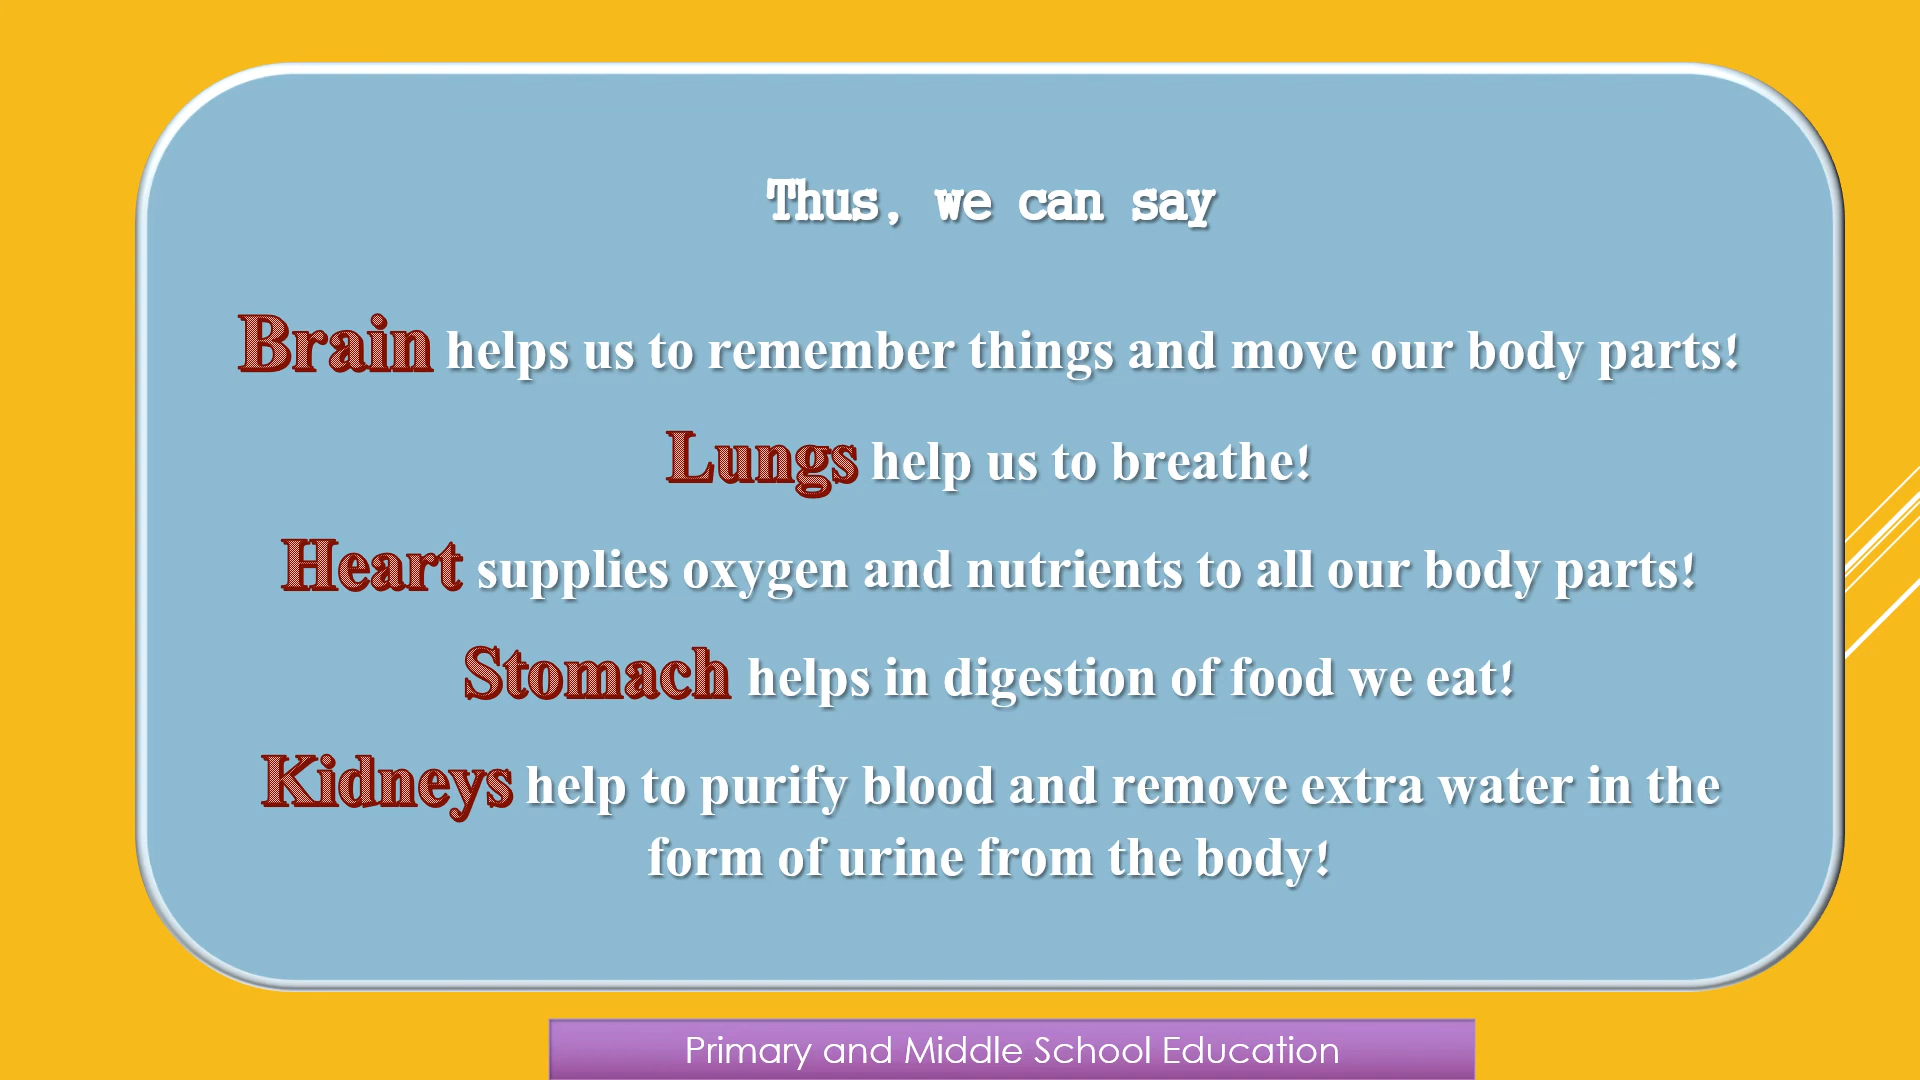 Thus, we can say
Brain helps us to remember things and move our body parts!
Lungs help us to breathe!
Heart supplies oxygen and nutrients to all our body parts!
Stomach helps in digestion of food we eat!
Kidneys help to purify blood and remove extra water in the
form of urine from the body!
Primary and Middle School Education